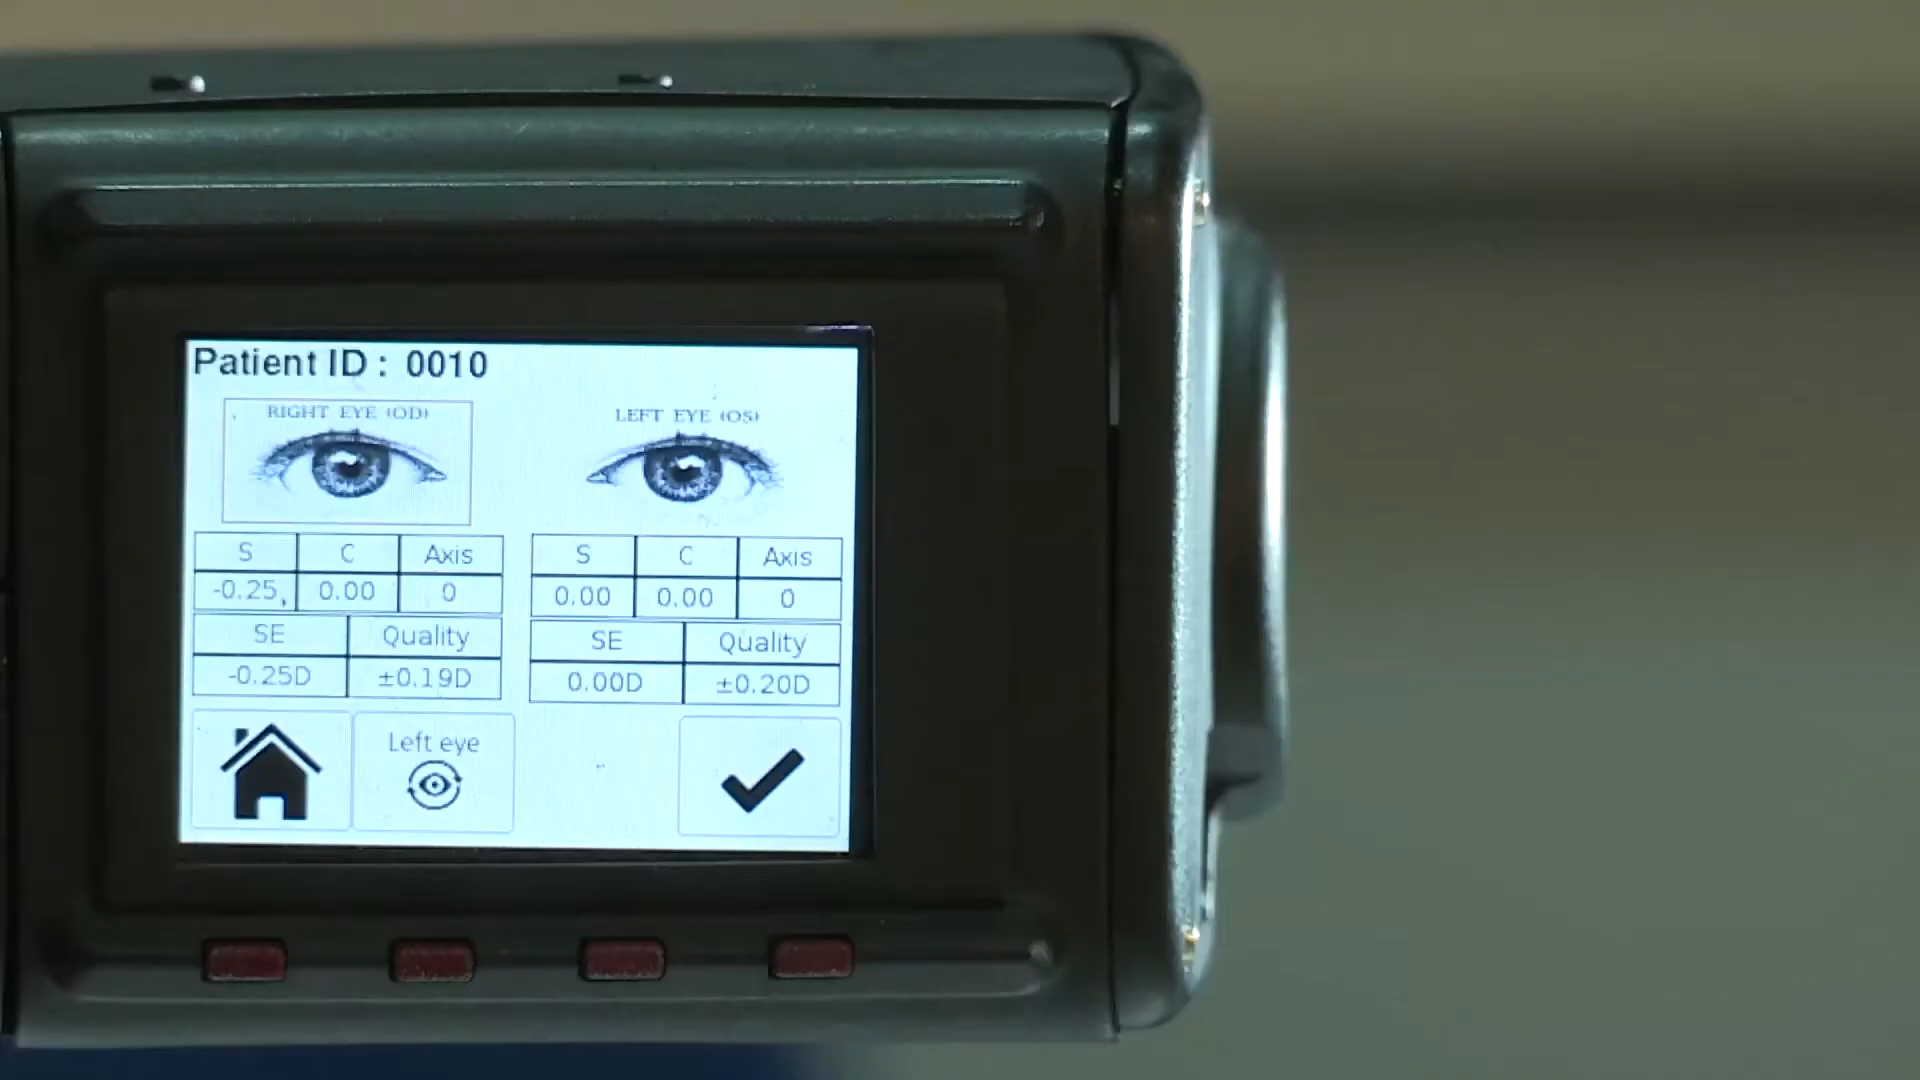 Patient ID : 0010
RIGHT EYE (OD)
LEFT EYE (OS)
S C Axis
-0.25, 0.00 0
SE Quality
-0.25D ±0.19D
S C Axis
0.00 0.00 0
SE Quality
0.00D ±0.20D
Left eye